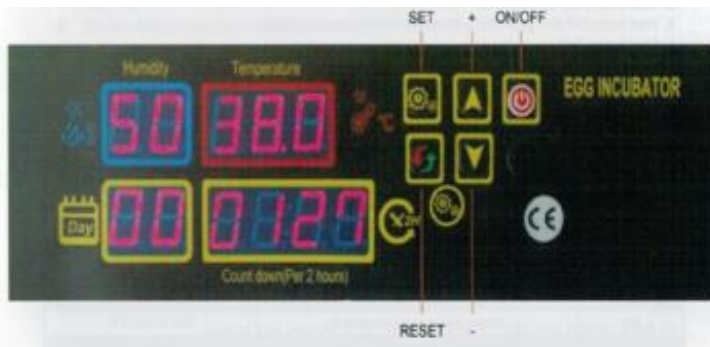 SET + ON/OFF
Humidity Temperature
50 38.0 °C
EGG INCUBATOR
Day 00 0127
Count down(Per 2 hours)
CE
RESET -